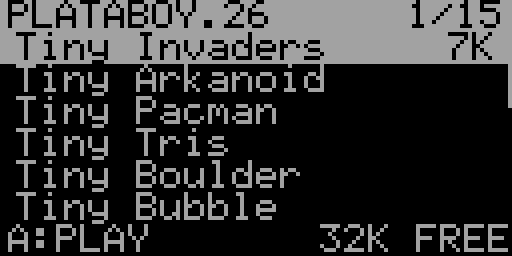 PLATABOY.26 1/15
Tiny Invaders 7K
Tiny Arkanoid
Tiny Pacman
Tiny Tris
Tiny Boulder
Tiny Bubble
A:PLAY 32K FREE